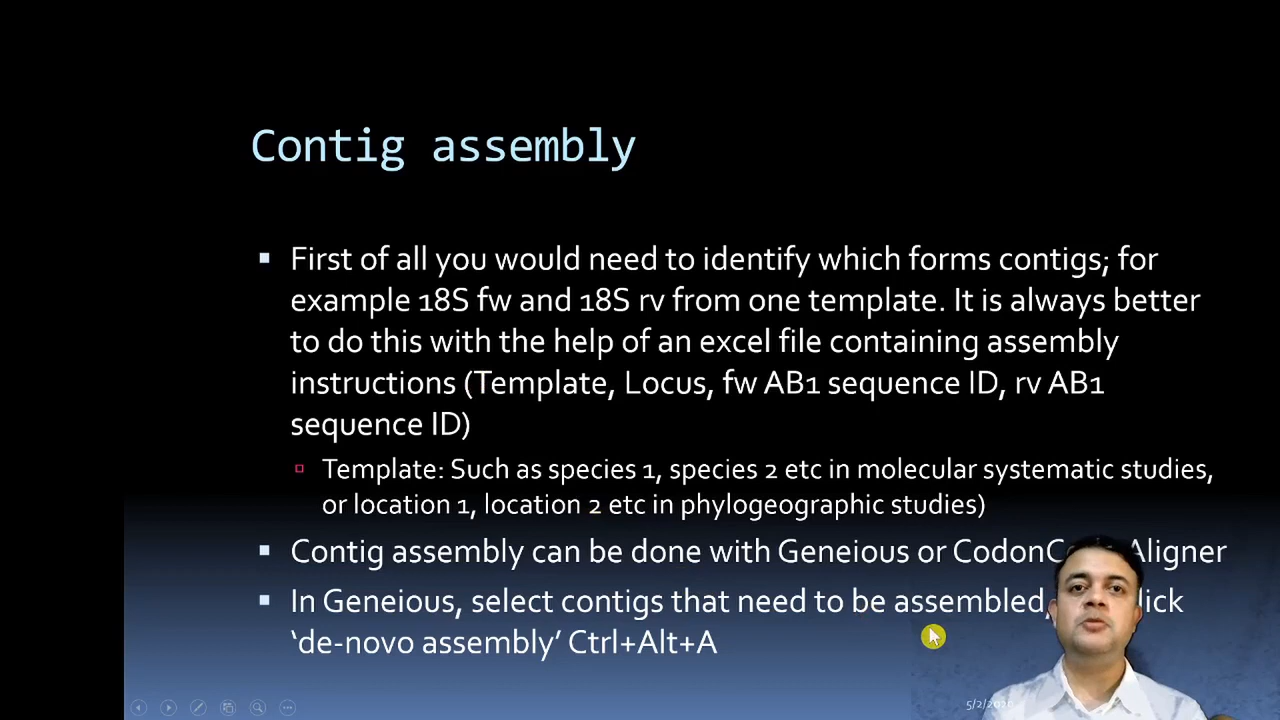 Contig assembly
First of all you would need to identify which forms contigs; for
example 18S fw and 18S rv from one template. It is always better
to do this with the help of an excel file containing assembly
instructions (Template, Locus, fw AB1 sequence ID, rv AB1
sequence ID)
Template: Such as species 1, species 2 etc in molecular systematic studies,
or location 1, location 2 etc in phylogeographic studies)
Contig assembly can be done with Geneious or Aligner
In Geneious, select contigs that need to be assembled,
‘de-novo assembly’ Ctrl+Alt+A